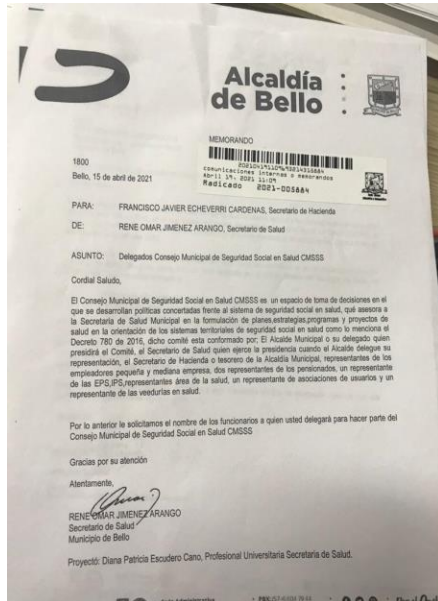 Alcaldía
de Bello
MEMORANDO
comunicaciones internas o memorandos
Abril 19, 2021 11:09
Radicado 2021-003884
1800
Bello, 15 de abril de 2021
PARA: FRANCISCO JAVIER ECHEVERRI CARDENAS, Secretario de Hacienda
DE: RENE OMAR JIMENEZ ARANGO, Secretario de Salud
ASUNTO: Delegados Consejo Municipal de Seguridad Social en Salud CMSSS
Cordial Saludo,
El Consejo Municipal de Seguridad Social en Salud CMSSS es un espacio de toma de decisiones en el
que se desarrollan políticas concertadas frente al sistema de seguridad social en salud, que asesora a
la Secretaria de Salud Municipal en la formulación de planes,estrategias,programas y proyectos de
salud en la orientación de los sistemas territoriales de seguridad social en salud como lo menciona el
Decreto 780 de 2016, dicho comité esta conformado por; El Alcalde Municipal o su delegado quien
presidirá el Comité, el Secretario de Salud quien ejerce la presidencia cuando el Alcalde delegue su
representación, el Secretario de Hacienda o tesorero de la Alcaldía Municipal, representantes de los
empleadores pequeña y mediana empresa, dos representantes de los pensionados, un representante
de las EPS,IPS,representantes área de la salud, un representante de asociaciones de usuarios y un
representante de las veedurías en salud.
Por lo anterior le solicitamos el nombre de los funcionarios a quien usted delegará para hacer parte del
Consejo Municipal de Seguridad Social en Salud CMSSS
Gracias por su atención
Atentamente,
RENE OMAR JIMENEZ ARANGO
Secretario de Salud
Municipio de Bello
Proyectó: Diana Patricia Escudero Cano, Profesional Universitaria Secretaria de Salud.